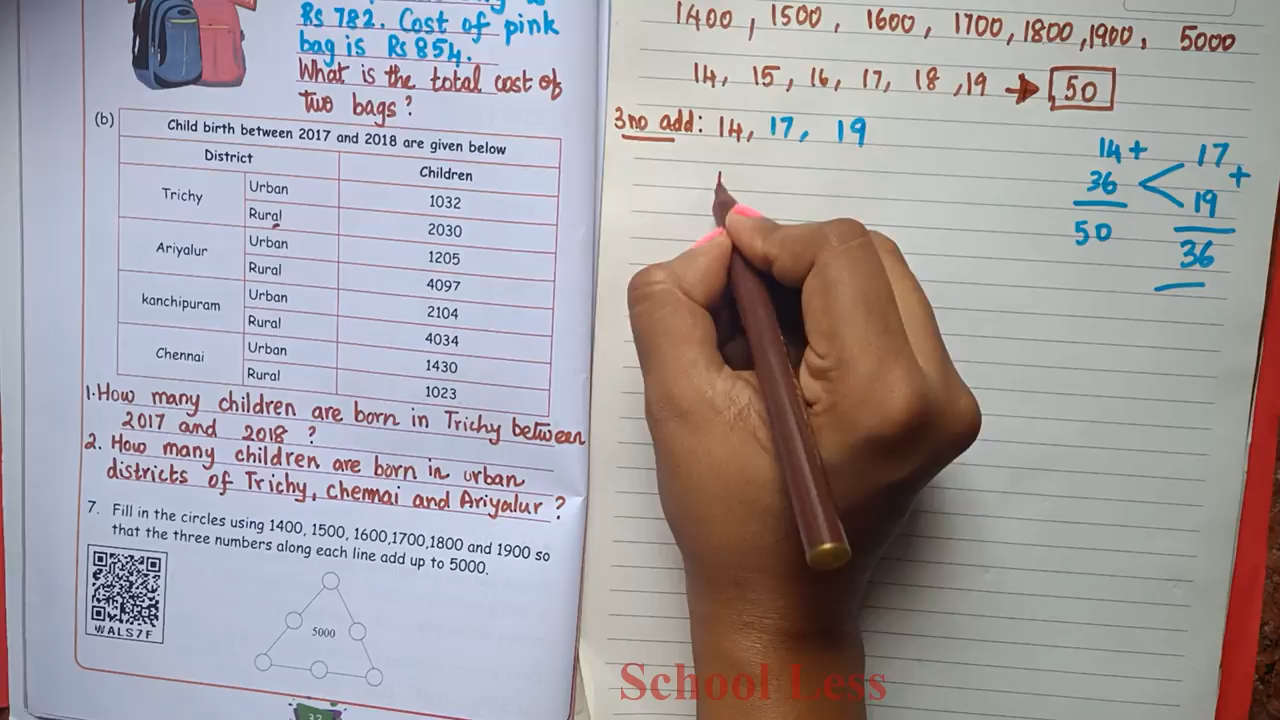 Rs 782. Cost of pink
bag is Rs 854.
What is the total cost of
two bags?
(b)
Child birth between 2017 and 2018 are given below
District Children
Trichy Urban 1032
Rural 2030
Ariyalur Urban 1205
Rural 4097
kanchipuram Urban 2104
Rural 4034
Chennai Urban 1430
Rural 1023
1. How many children are born in Trichy between
2017 and 2018 ?
2. How many children are born in urban
districts of Trichy, Chennai and Ariyalur ?
7. Fill in the circles using 1400, 1500, 1600,1700,1800 and 1900 so
that the three numbers along each line add up to 5000.
5000
WALS7F
1400 , 1500 , 1600 , 1700 , 1800 , 1900 , 5000
14, 15 , 16, 17, 18 , 19 → 50
3 no add: 14, 17, 19
14 +
36
50
17 +
19
36
School Less